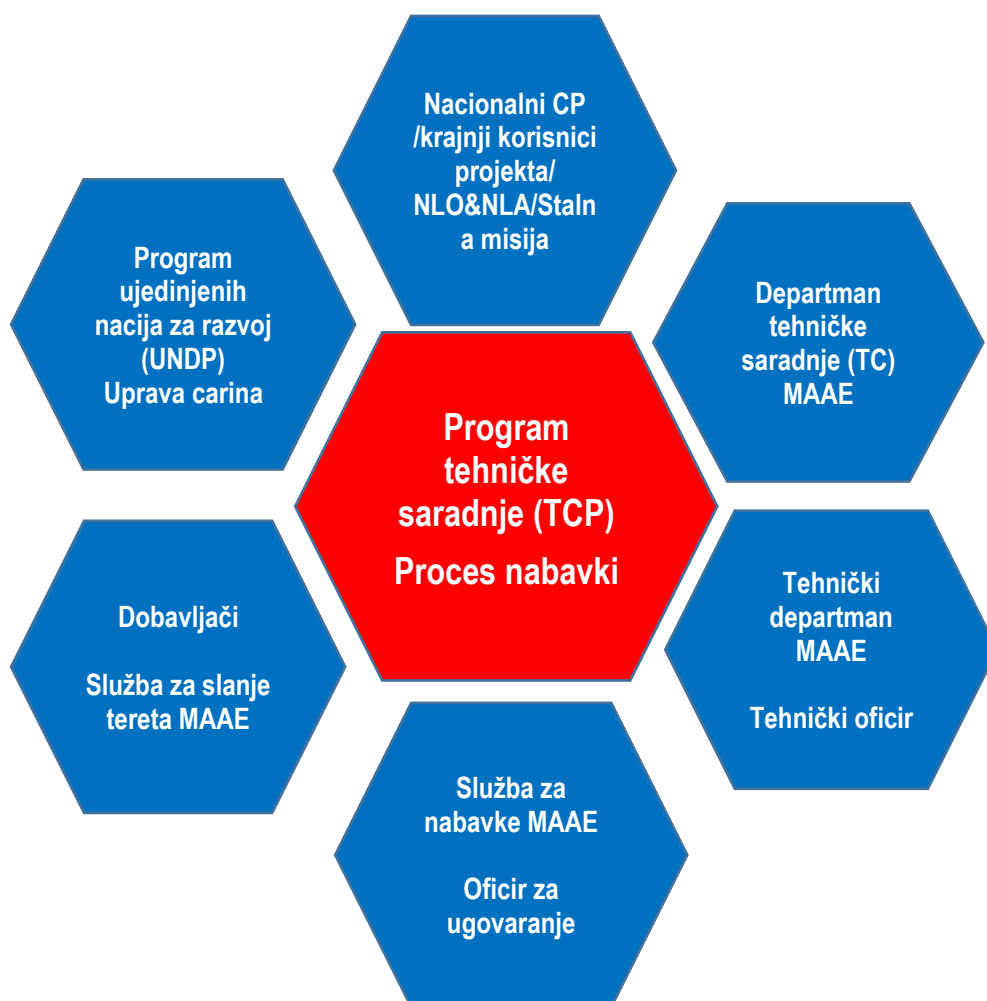 Nacionalni CP
/krajnji korisnici
projekta/
NLO&NLA/Staln
a misija
Program
ujedinjenih
nacija za razvoj
(UNDP)
Uprava carina
Departman
tehničke
saradnje (TC)
MAAE
Program
tehničke
saradnje (TCP)
Proces nabavki
Dobavljači
Služba za slanje
tereta MAAE
Tehnički
departman
MAAE
Tehnički oficir
Služba za
nabavke MAAE
Oficir za
ugovaranje